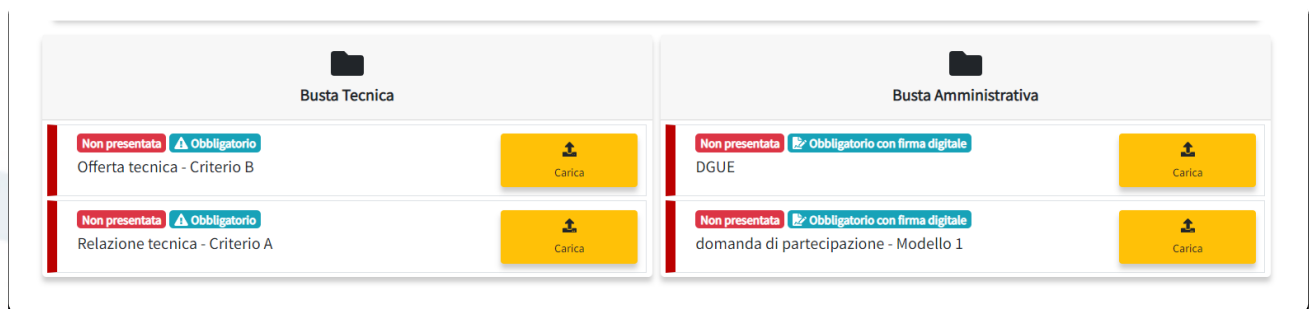 Busta Tecnica
Non presentata Obbligatorio
Offerta tecnica - Criterio B
Carica
Non presentata Obbligatorio
Relazione tecnica - Criterio A
Carica
Busta Amministrativa
Non presentata Obbligatorio con firma digitale
DGUE
Carica
Non presentata Obbligatorio con firma digitale
domanda di partecipazione - Modello 1
Carica